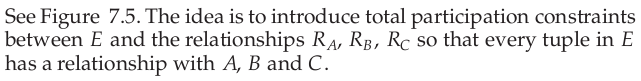 See Figure 7.5. The idea is to introduce total participation constraints
between E and the relationships R_A, R_B, R_C so that every tuple in E
has a relationship with A, B and C.